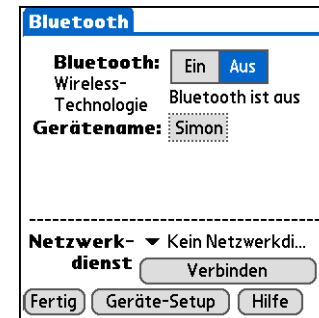 Bluetooth
Bluetooth: Ein Aus
Wireless-
Technologie Bluetooth ist aus
Gerätename: Simon
Netzwerk- Kein Netzwerkdi...
dienst Verbinden
Fertig Geräte-Setup Hilfe